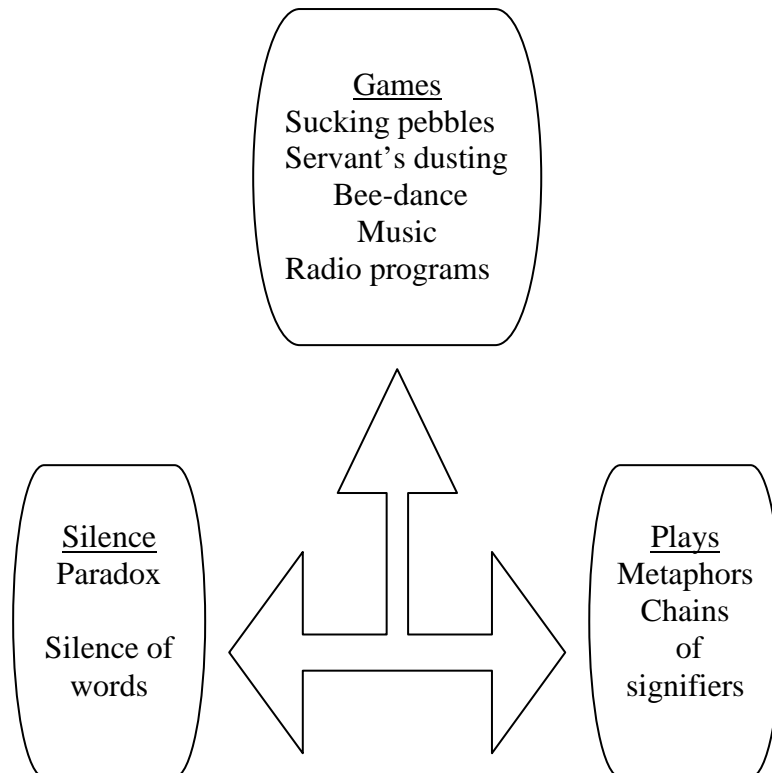 Games
Sucking pebbles
Servant’s dusting
Bee-dance
Music
Radio programs
Silence
Paradox
Silence of
words
Plays
Metaphors
Chains
of
signifiers